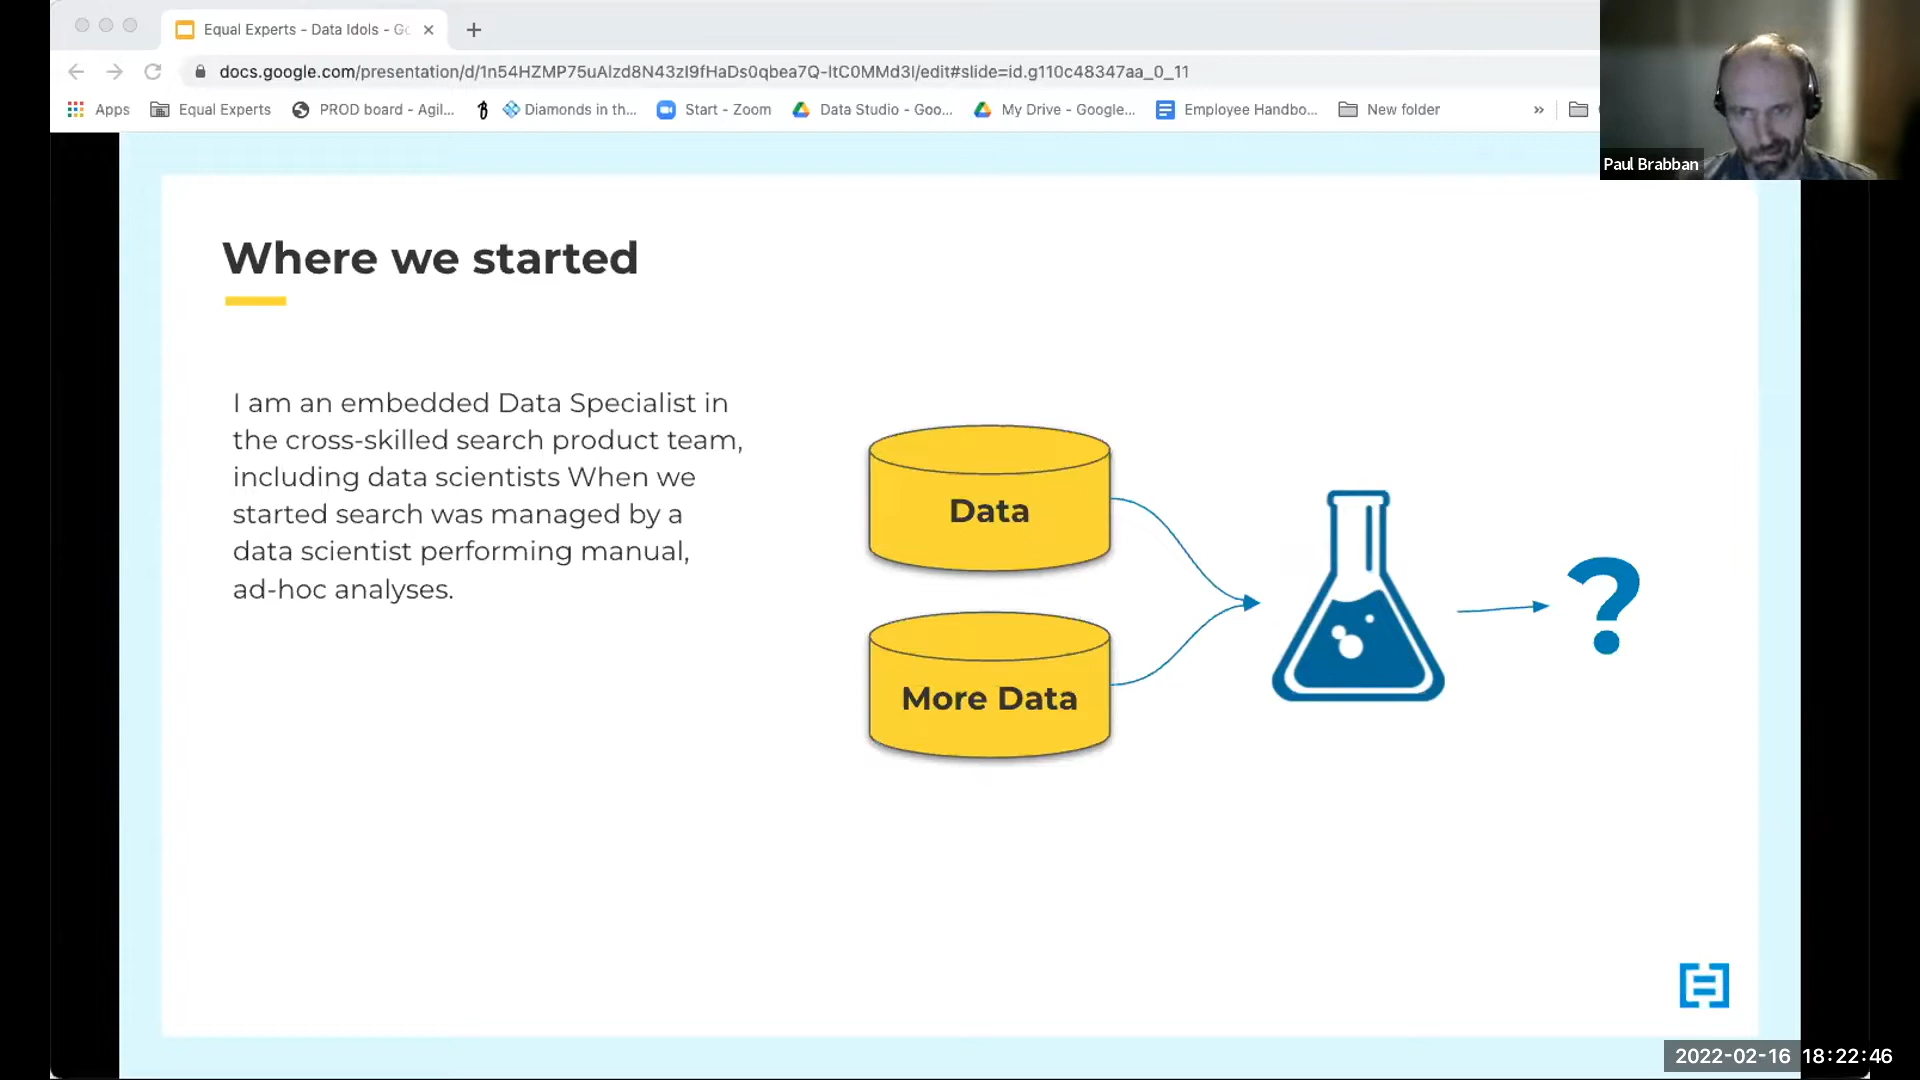 Equal Experts - Data Idols - Go
docs.google.com/presentation/d/1n54HZMP75uAlzd8N43zI9fHaDs0qbea7Q-ItC0MMd3I/edit#slide=id.g110c48347aa_0_11
Apps Equal Experts PROD board - Agil... Diamonds in th... Start - Zoom Data Studio - Goo... My Drive - Google... Employee Handbo... New folder »
Paul Brabban
Where we started
I am an embedded Data Specialist in
the cross-skilled search product team,
including data scientists When we
started search was managed by a
data scientist performing manual,
ad-hoc analyses.
Data
More Data
?
2022-02-16 18:22:46